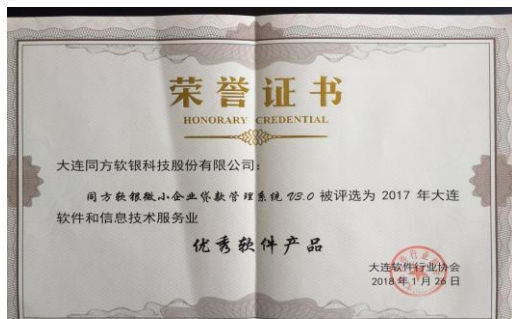 荣誉证书
HONORARY CREDENTIAL
大连同方软银科技股份有限公司：
同方软银微小企业贷款管理系统 V3.0 被评选为 2017 年大连
软件和信息技术服务业
优秀软件产品
大连软件行业协会
2018 年 1 月 26 日